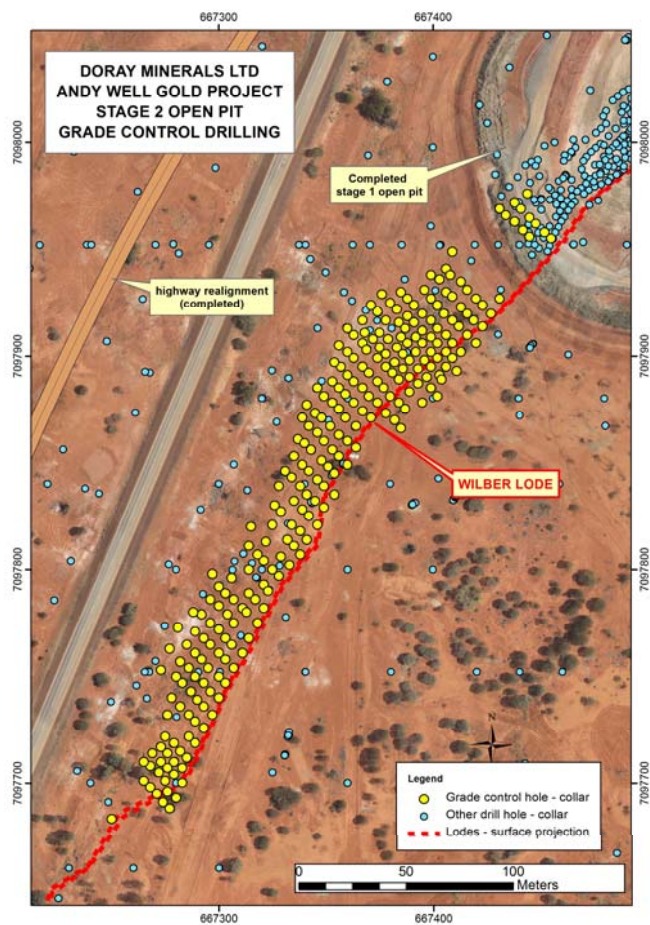 667300
667400
DORAY MINERALS LTD
ANDY WELL GOLD PROJECT
STAGE 2 OPEN PIT
GRADE CONTROL DRILLING
7098000
7098000
Completed
stage 1 open pit
highway realignment
(completed)
7097900
7097900
WILBER LODE
7097800
7097800
N
7097700
7097700
Legend
Grade control hole - collar
Other drill hole - collar
Lodes - surface projection
0 50 100
Meters
667300
667400